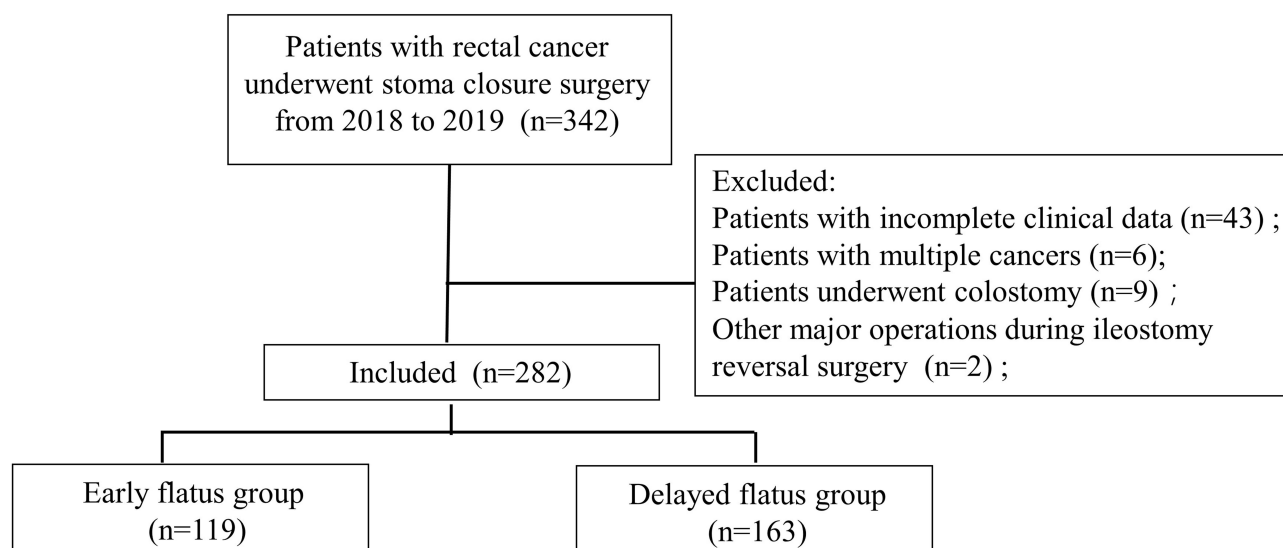 Patients with rectal cancer
underwent stoma closure surgery
from 2018 to 2019 (n=342)
Excluded:
Patients with incomplete clinical data (n=43) ;
Patients with multiple cancers (n=6);
Patients underwent colostomy (n=9) ;
Other major operations during ileostomy
reversal surgery (n=2) ;
Included (n=282)
Early flatus group
(n=119)
Delayed flatus group
(n=163)